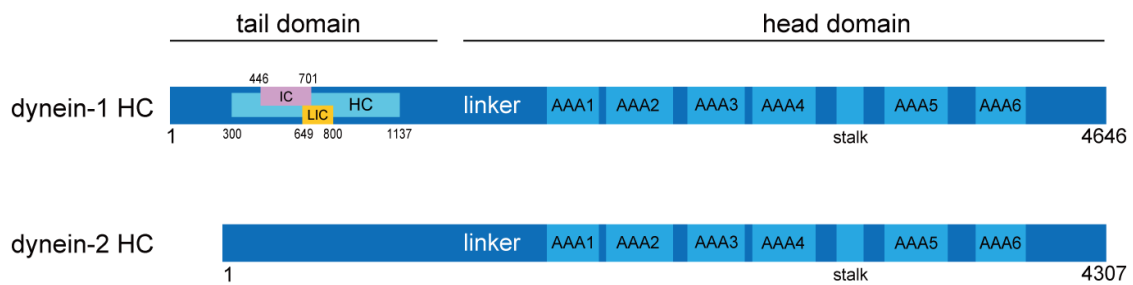 tail domain head domain
446 701
dynein-1 HC IC HC linker AAA1 AAA2 AAA3 AAA4 AAA5 AAA6
LIC
300 649 800 1137
1 stalk 4646
dynein-2 HC linker AAA1 AAA2 AAA3 AAA4 AAA5 AAA6
1 stalk 4307